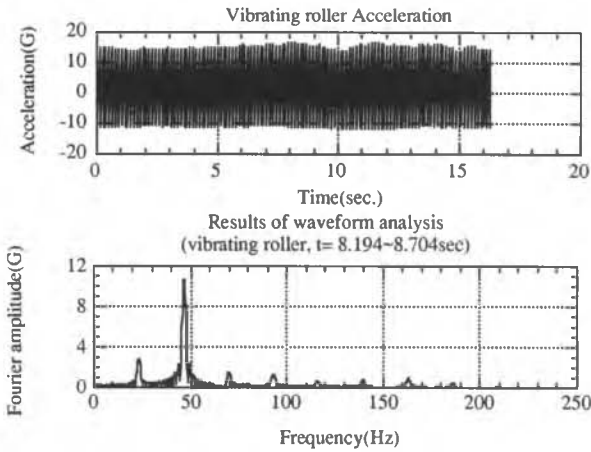 Vibrating roller Acceleration
Acceleration(G)
20
10
0
-10
-20
0 5 10 15 20
Time(sec.)
Results of waveform analysis
(vibrating roller, t= 8.194~8.704sec)
Fourier amplitude(G)
12
8
4
0
0 50 100 150 200 250
Frequency(Hz)